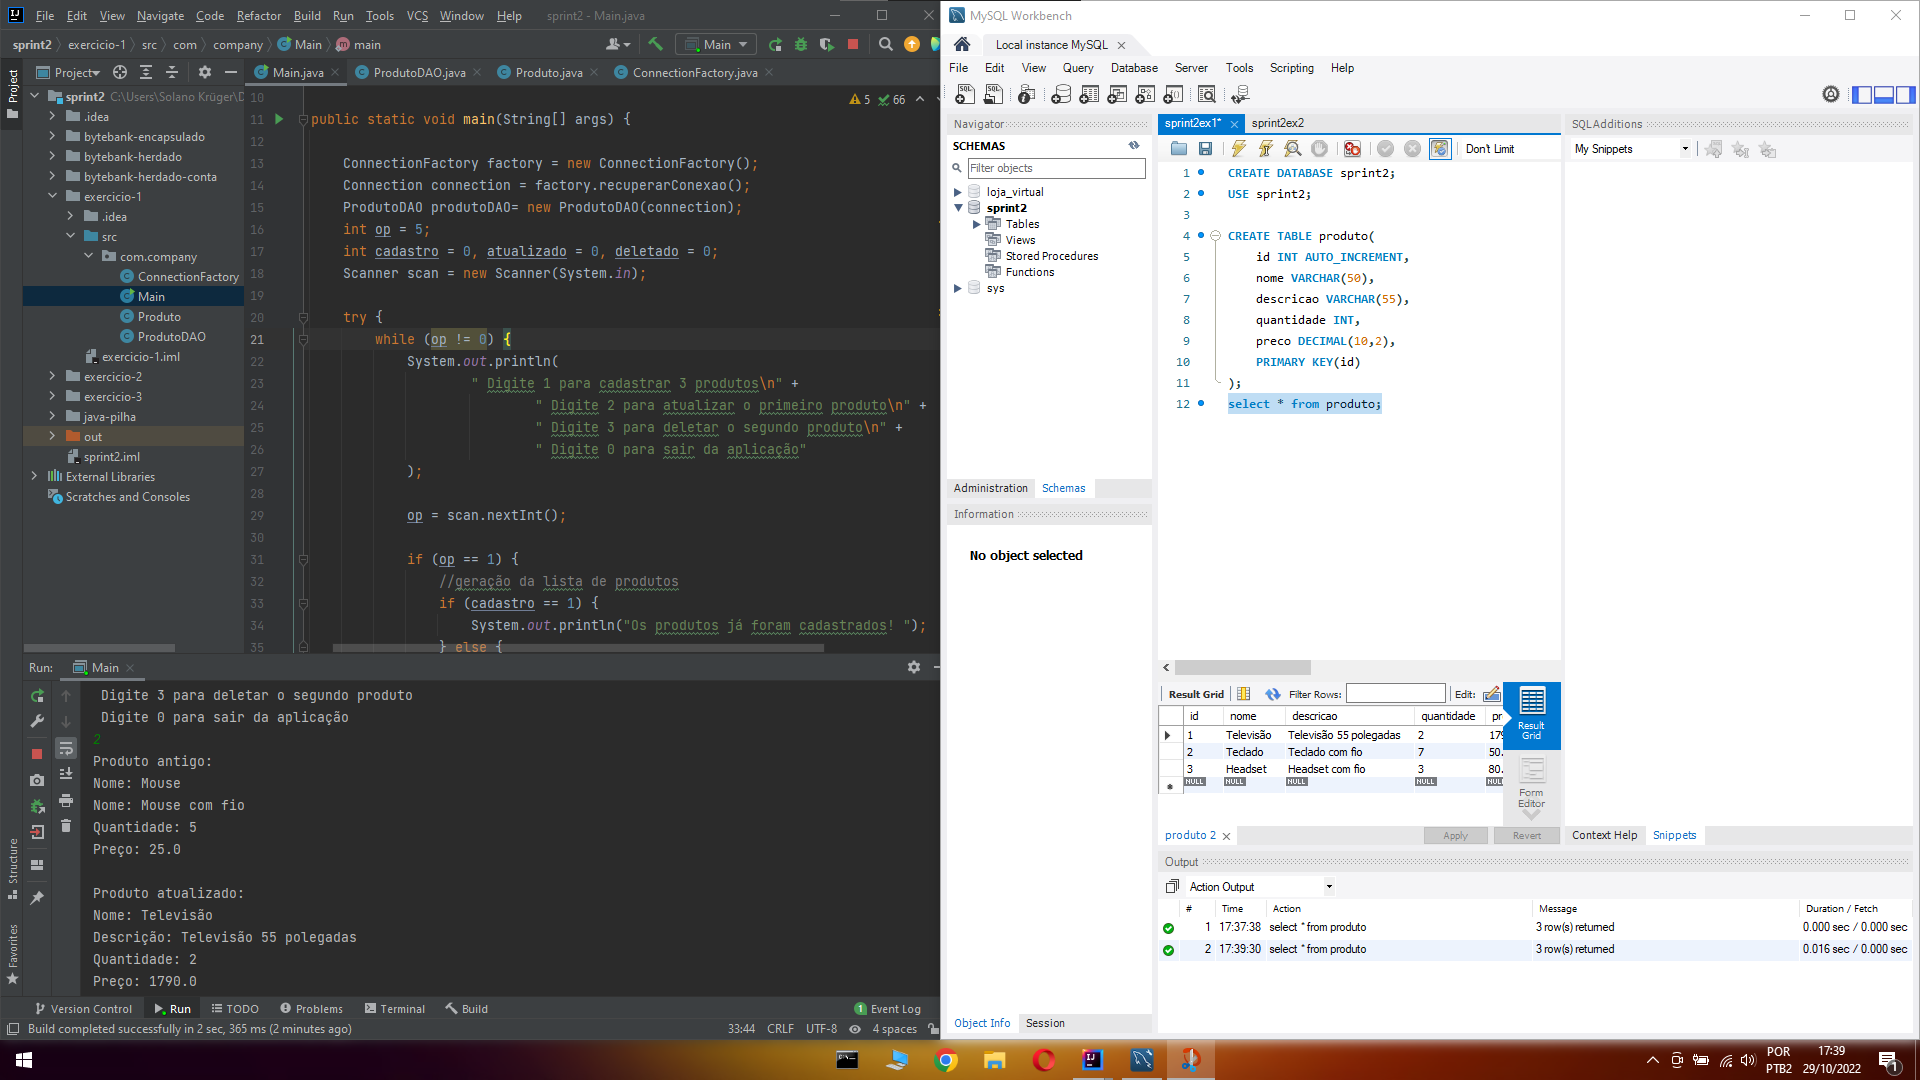 File Edit View Navigate Code Refactor Build Run Tools VCS Window Help sprint2 - Main.java
sprint2 exercicio-1 src com company Main main
Main
Project
Main.java ProdutoDAO.java Produto.java ConnectionFactory.java
Project
sprint2 C:\Users\Solano Krüger\D
.idea
bytebank-encapsulado
bytebank-herdado
bytebank-herdado-conta
exercicio-1
.idea
src
com.company
ConnectionFactory
Main
Produto
ProdutoDAO
exercicio-1.iml
exercicio-2
exercicio-3
java-pilha
out
sprint2.iml
External Libraries
Scratches and Consoles
5 66
10
11 public static void main(String[] args) {
12
13 ConnectionFactory factory = new ConnectionFactory();
14 Connection connection = factory.recuperarConexao();
15 ProdutoDAO produtoDAO= new ProdutoDAO(connection);
16 int op = 5;
17 int cadastro = 0, atualizado = 0, deletado = 0;
18 Scanner scan = new Scanner(System.in);
19
20 try {
21 while (op != 0) {
22 System.out.println(
23 " Digite 1 para cadastrar 3 produtos\n" +
24 " Digite 2 para atualizar o primeiro produto\n" +
25 " Digite 3 para deletar o segundo produto\n" +
26 " Digite 0 para sair da aplicação"
27 );
28
29 op = scan.nextInt();
30
31 if (op == 1) {
32 //geração da lista de produtos
33 if (cadastro == 1) {
34 System.out.println("Os produtos já foram cadastrados! ");
35 } else {
Run: Main
Digite 3 para deletar o segundo produto
Digite 0 para sair da aplicação
2
Produto antigo:
Nome: Mouse
Nome: Mouse com fio
Quantidade: 5
Preço: 25.0
Produto atualizado:
Nome: Televisão
Descrição: Televisão 55 polegadas
Quantidade: 2
Preço: 1790.0
Structure
Favorites
Version Control Run TODO Problems Terminal Build 1 Event Log
Build completed successfully in 2 sec, 365 ms (2 minutes ago) 33:44 CRLF UTF-8 4 spaces
MySQL Workbench
Local instance MySQL
File Edit View Query Database Server Tools Scripting Help
Navigator
SCHEMAS
Filter objects
loja_virtual
sprint2
Tables
Views
Stored Procedures
Functions
sys
Administration Schemas
Information
No object selected
Object Info Session
sprint2ex1* sprint2ex2
Don't Limit
1 CREATE DATABASE sprint2;
2 USE sprint2;
3
4 CREATE TABLE produto(
5 id INT AUTO_INCREMENT,
6 nome VARCHAR(50),
7 descricao VARCHAR(55),
8 quantidade INT,
9 preco DECIMAL(10,2),
10 PRIMARY KEY(id)
11 );
12 select * from produto;
SQLAdditions
My Snippets
Result Grid Filter Rows: Edit:
id nome descricao quantidade pr
1 Televisão Televisão 55 polegadas 2 179
2 Teclado Teclado com fio 7 50.
3 Headset Headset com fio 3 80.
NULL NULL NULL NULL NULL
Result Grid
Form Editor
produto 2 Apply Revert
Context Help Snippets
Output
Action Output
# Time Action Message Duration / Fetch
1 17:37:38 select * from produto 3 row(s) returned 0.000 sec / 0.000 sec
2 17:39:30 select * from produto 3 row(s) returned 0.016 sec / 0.000 sec
POR
PTB2
17:39
29/10/2022
1